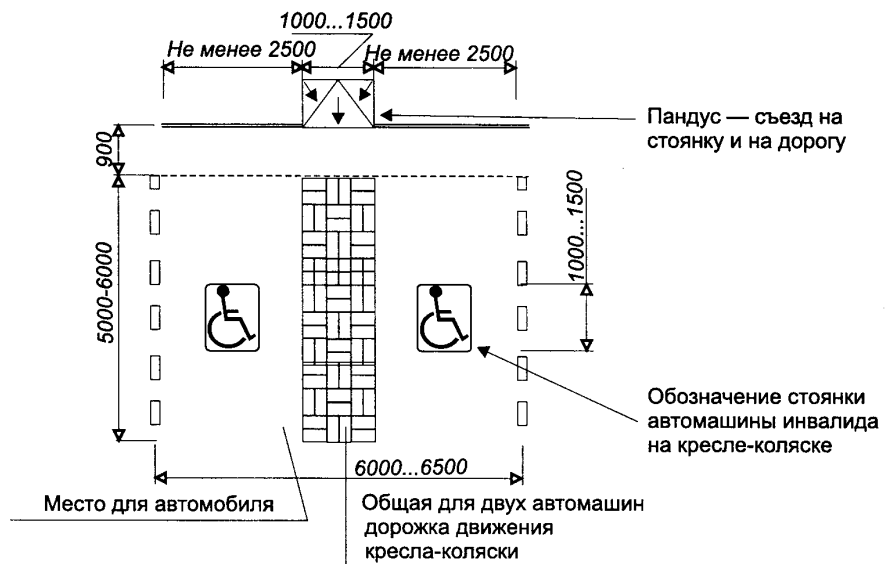 1000...1500
Не менее 2500
Не менее 2500
Пандус — съезд на
стоянку и на дорогу
900
5000-6000
1000...1500
Обозначение стоянки
автомашины инвалида
на кресле-коляске
6000...6500
Место для автомобиля
Общая для двух автомашин
дорожка движения
кресла-коляски